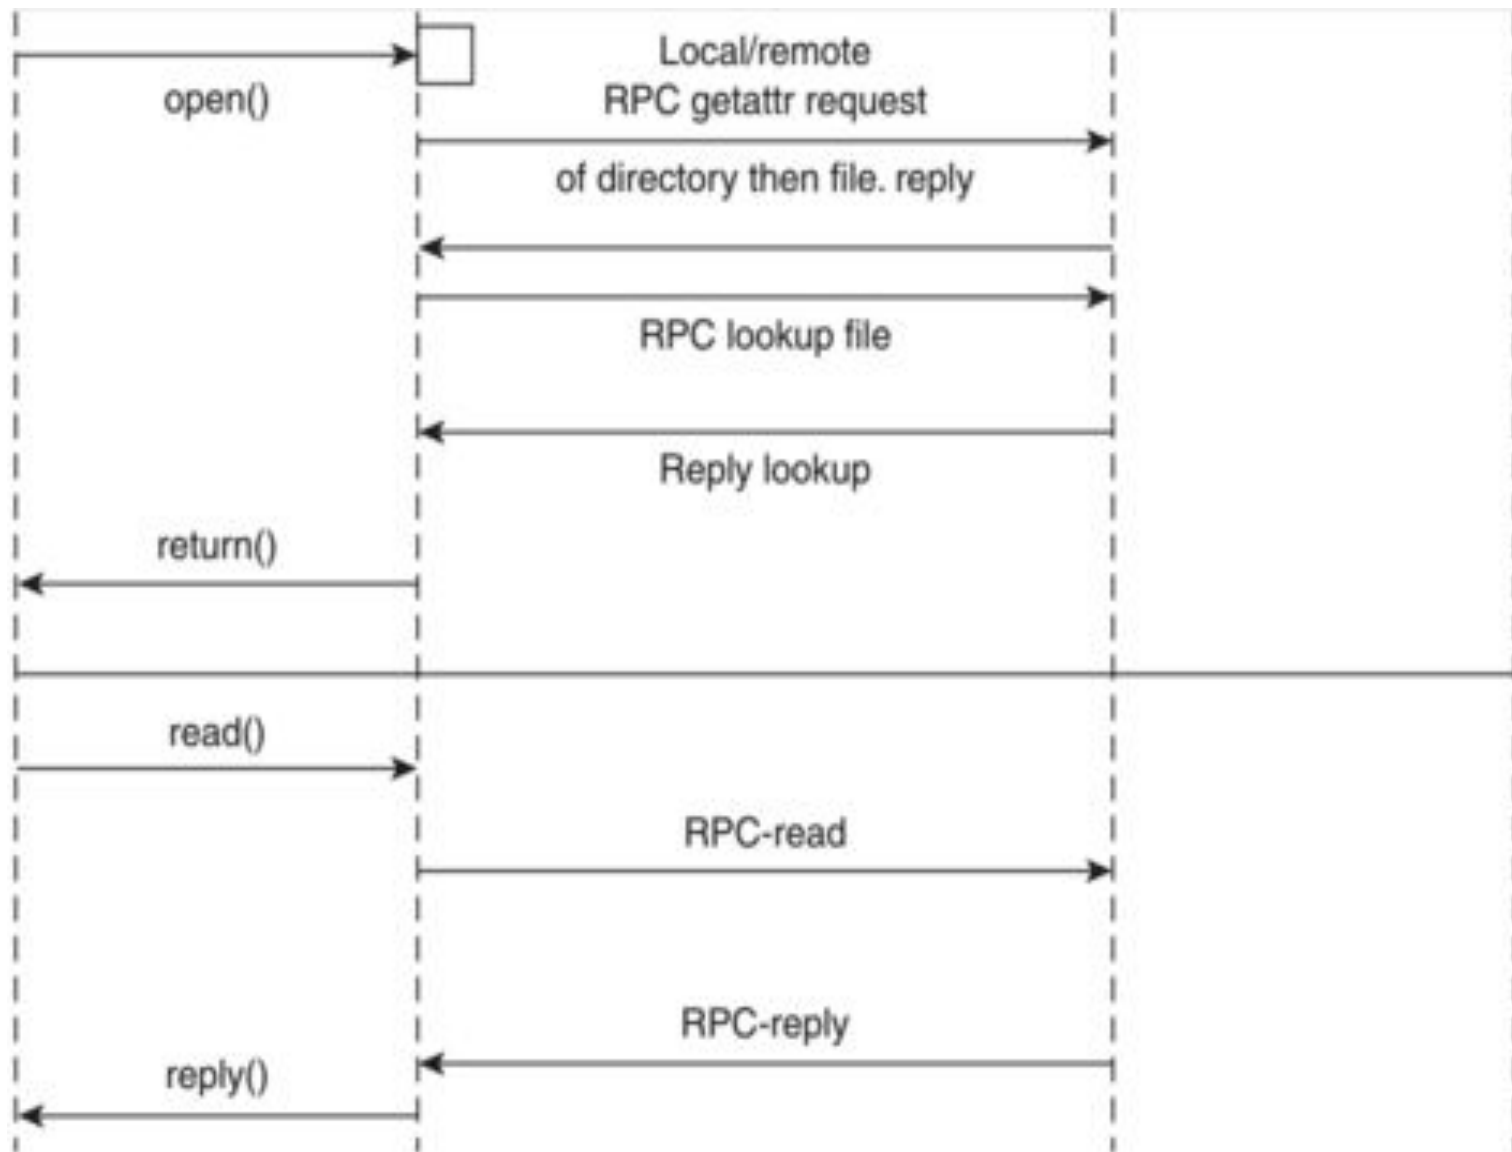 Local/remote
open()
RPC getattr request
of directory then file. reply
RPC lookup file
Reply lookup
return()
read()
RPC-read
RPC-reply
reply()